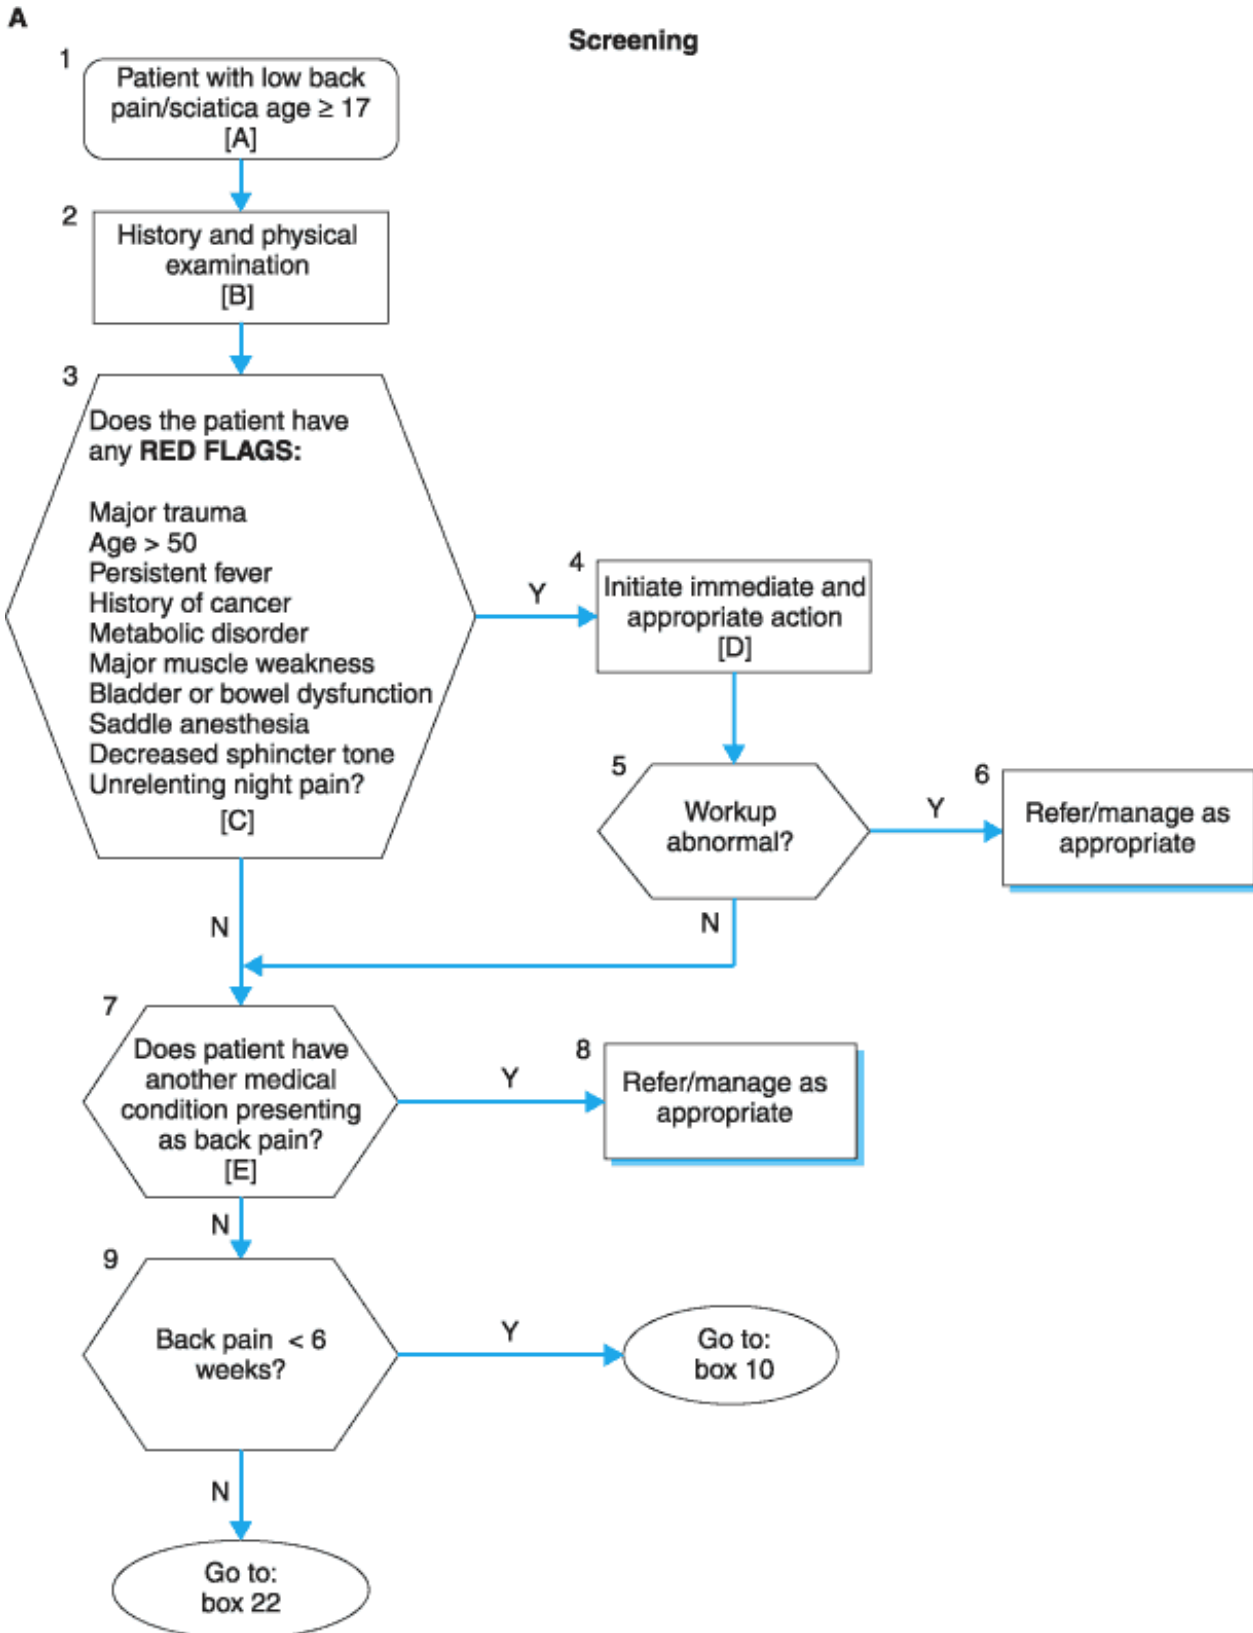 A
Screening
1
Patient with low back
pain/sciatica age ≥ 17
[A]
2
History and physical
examination
[B]
3
Does the patient have
any RED FLAGS:
Major trauma
Age > 50
Persistent fever
History of cancer
Metabolic disorder
Major muscle weakness
Bladder or bowel dysfunction
Saddle anesthesia
Decreased sphincter tone
Unrelenting night pain?
[C]
Y
4
Initiate immediate and
appropriate action
[D]
5
Workup
abnormal?
Y
6
Refer/manage as
appropriate
N
N
7
Does patient have
another medical
condition presenting
as back pain?
[E]
Y
8
Refer/manage as
appropriate
N
9
Back pain < 6
weeks?
Y
Go to:
box 10
N
Go to:
box 22